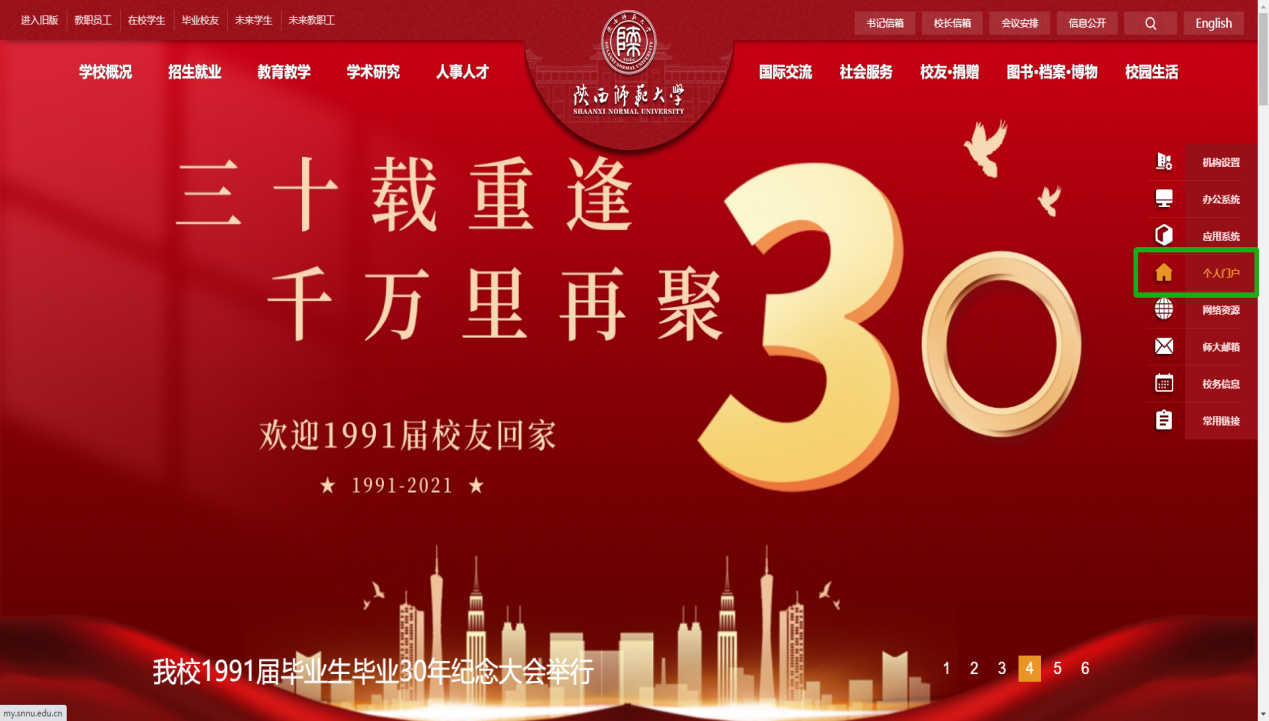 进入旧版 教职员工 在校学生 毕业校友 未来学生 未来教职工
书记信箱 校长信箱 会议安排 信息公开 English
学校概况 招生就业 教育教学 学术研究 人事人才
国际交流 社会服务 校友·捐赠 图书·档案·博物 校园生活
陕西师范大学
SHAANXI NORMAL UNIVERSITY
三十载重逢
千万里再聚
30
欢迎1991届校友回家
★ 1991-2021 ★
机构设置
办公系统
应用系统
个人门户
网络资源
师大邮箱
校务信息
常用链接
我校1991届毕业生毕业30年纪念大会举行
1 2 3 4 5 6
my.snnu.edu.cn